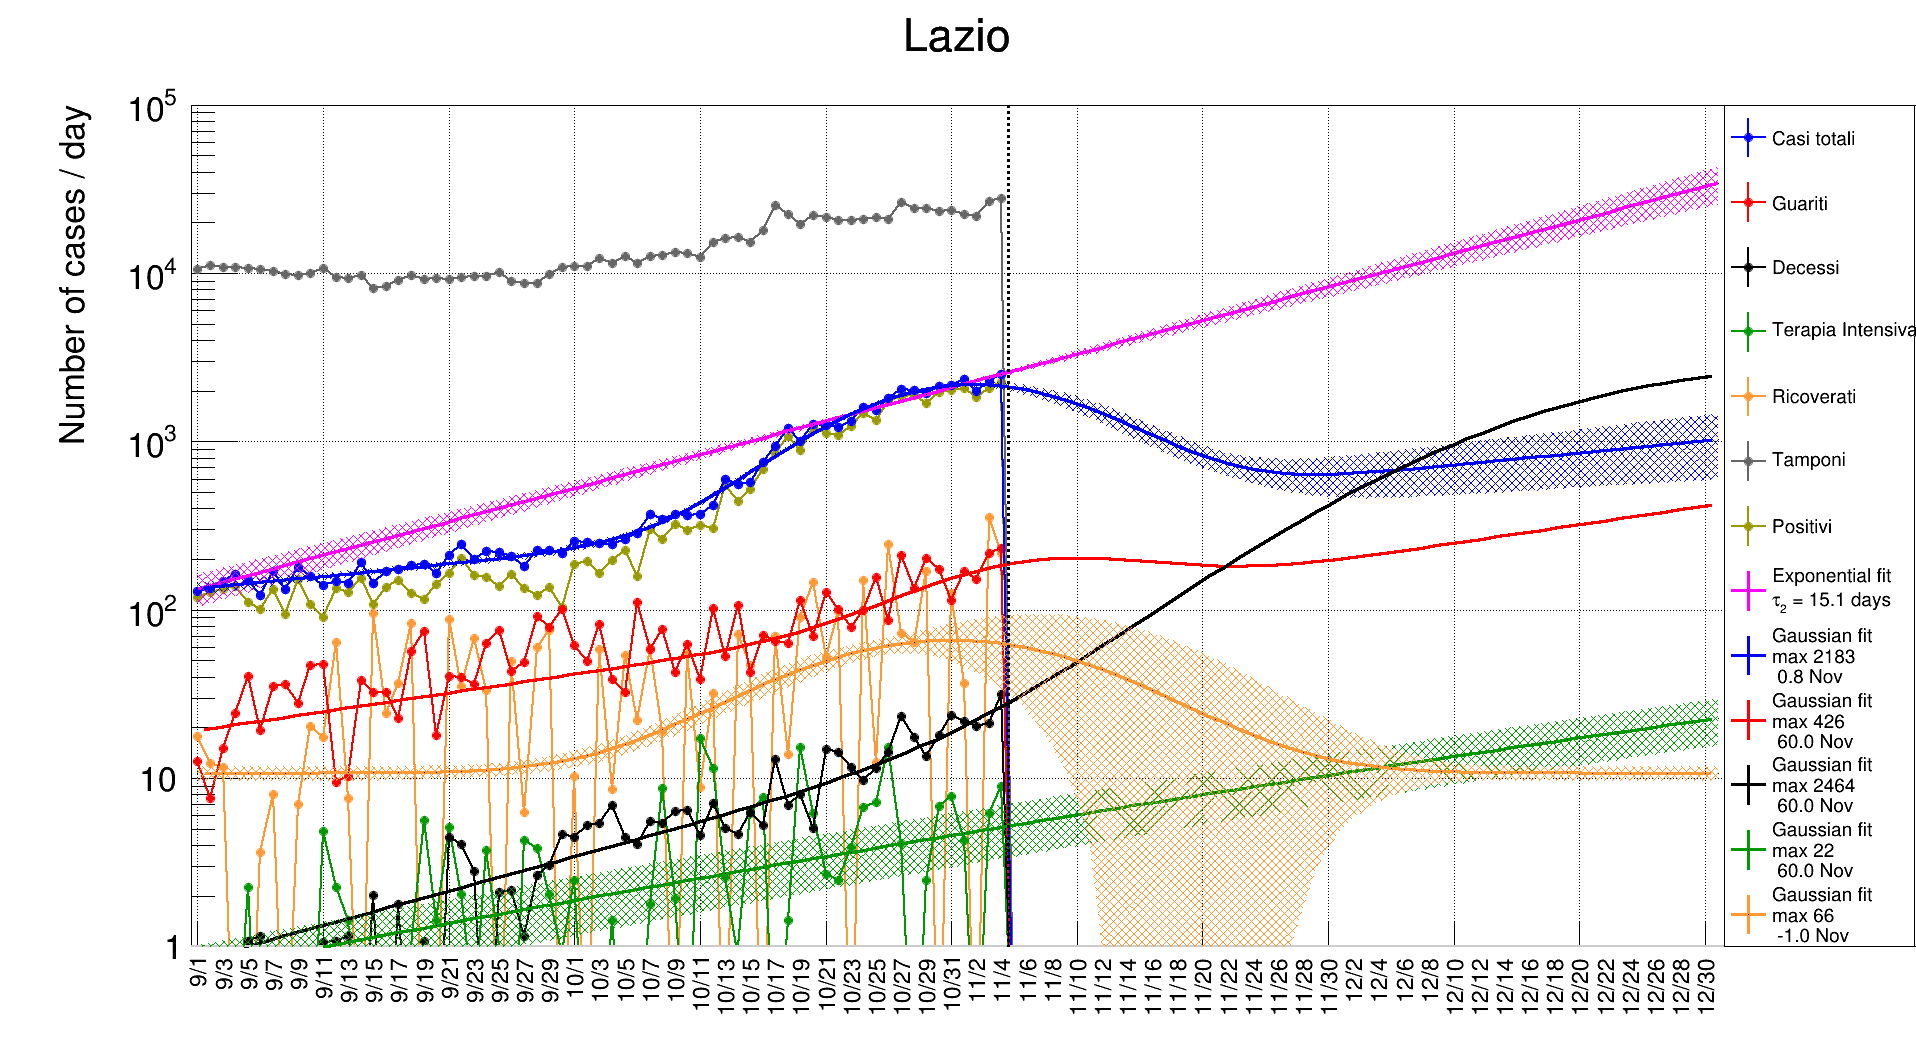 Lazio
Number of cases / day
10^5
10^4
10^3
10^2
10
1
9/1 9/3 9/5 9/7 9/9 9/11 9/13 9/15 9/17 9/19 9/21 9/23 9/25 9/27 9/29 10/1 10/3 10/5 10/7 10/9 10/11 10/13 10/15 10/17 10/19 10/21 10/23 10/25 10/27 10/29 10/31 11/2 11/4 11/6 11/8 11/10 11/12 11/14 11/16 11/18 11/20 11/22 11/24 11/26 11/28 11/30 12/2 12/4 12/6 12/8 12/10 12/12 12/14 12/16 12/18 12/20 12/22 12/24 12/26 12/28 12/30
Casi totali
Guariti
Decessi
Terapia Intensiva
Ricoverati
Tamponi
Positivi
Exponential fit
τ₂ = 15.1 days
Gaussian fit
max 2183
0.8 Nov
Gaussian fit
max 426
60.0 Nov
Gaussian fit
max 2464
60.0 Nov
Gaussian fit
max 22
60.0 Nov
Gaussian fit
max 66
-1.0 Nov